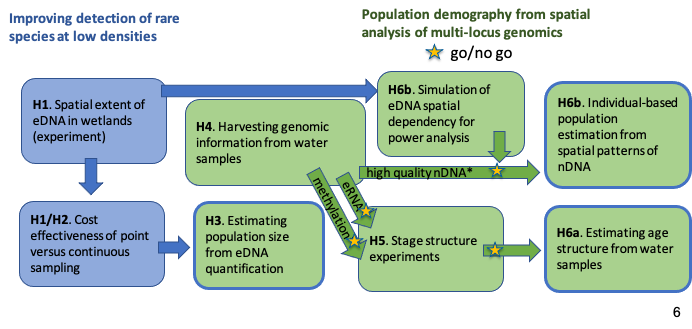 Improving detection of rare
species at low densities
Population demography from spatial
analysis of multi-locus genomics
go/no go
H1. Spatial extent of
eDNA in wetlands
(experiment)
H4. Harvesting genomic
information from water
samples
H6b. Simulation of
eDNA spatial
dependency for
power analysis
H6b. Individual-based
population
estimation from
spatial patterns of
nDNA
high quality nDNA*
methylation
eRNA
H1/H2. Cost
effectiveness of point
versus continuous
sampling
H3. Estimating
population size
from eDNA
quantification
H5. Stage structure
experiments
H6a. Estimating age
structure from water
samples
6